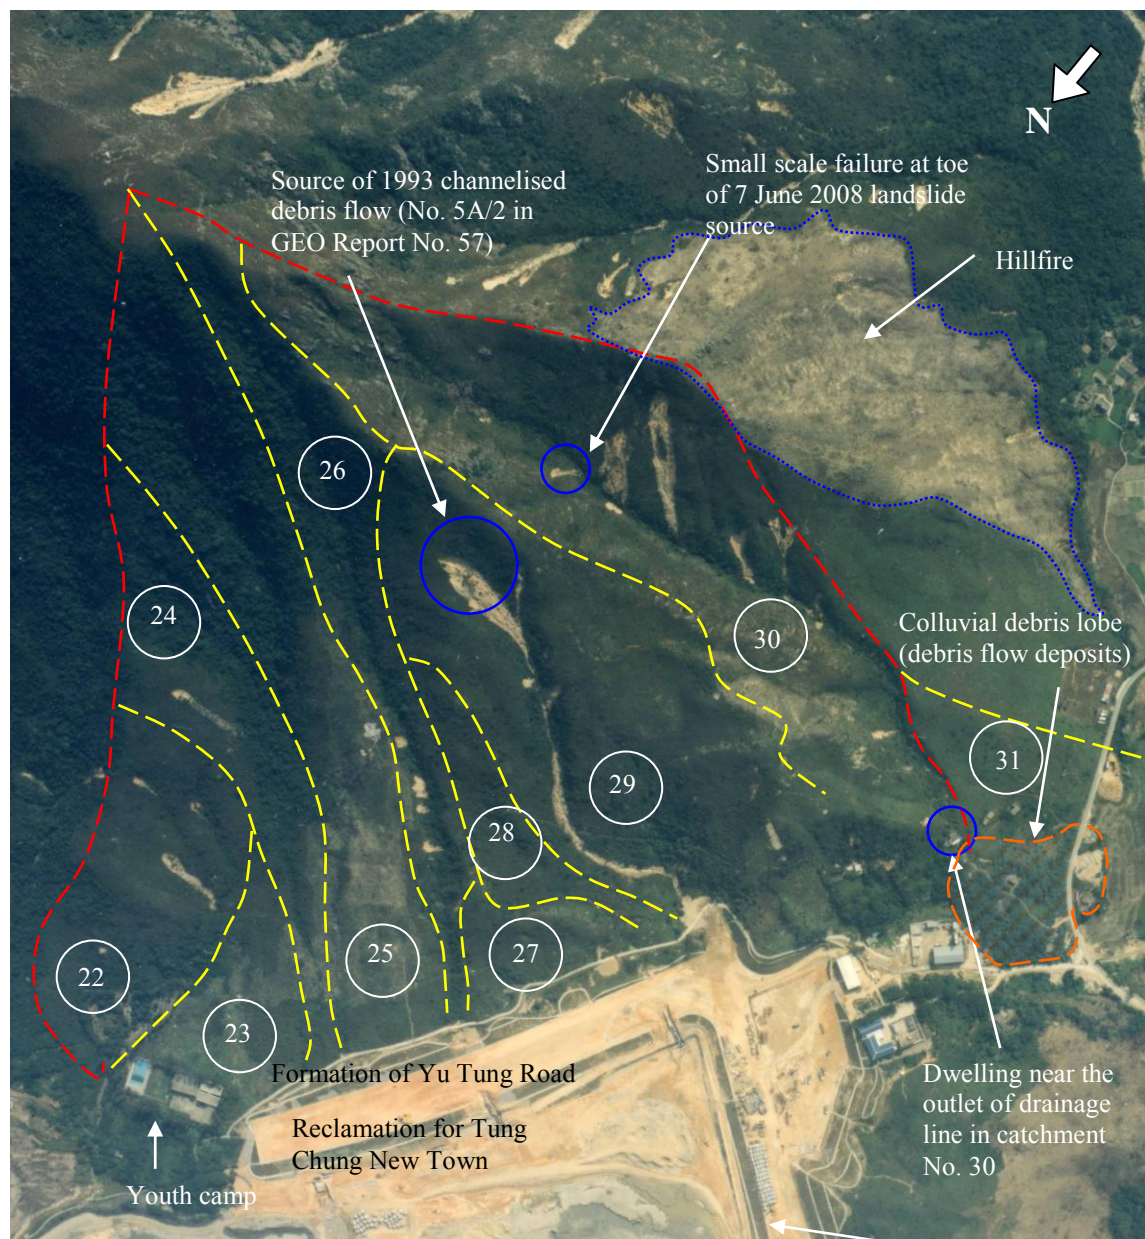 N
Source of 1993 channelised
debris flow (No. 5A/2 in
GEO Report No. 57)
Small scale failure at toe
of 7 June 2008 landslide
source
Hillfire
26
24
30
Colluvial debris lobe
(debris flow deposits)
31
29
28
25
27
22
23
Formation of Yu Tung Road
Reclamation for Tung
Chung New Town
Youth camp
Dwelling near the
outlet of drainage
line in catchment
No. 30